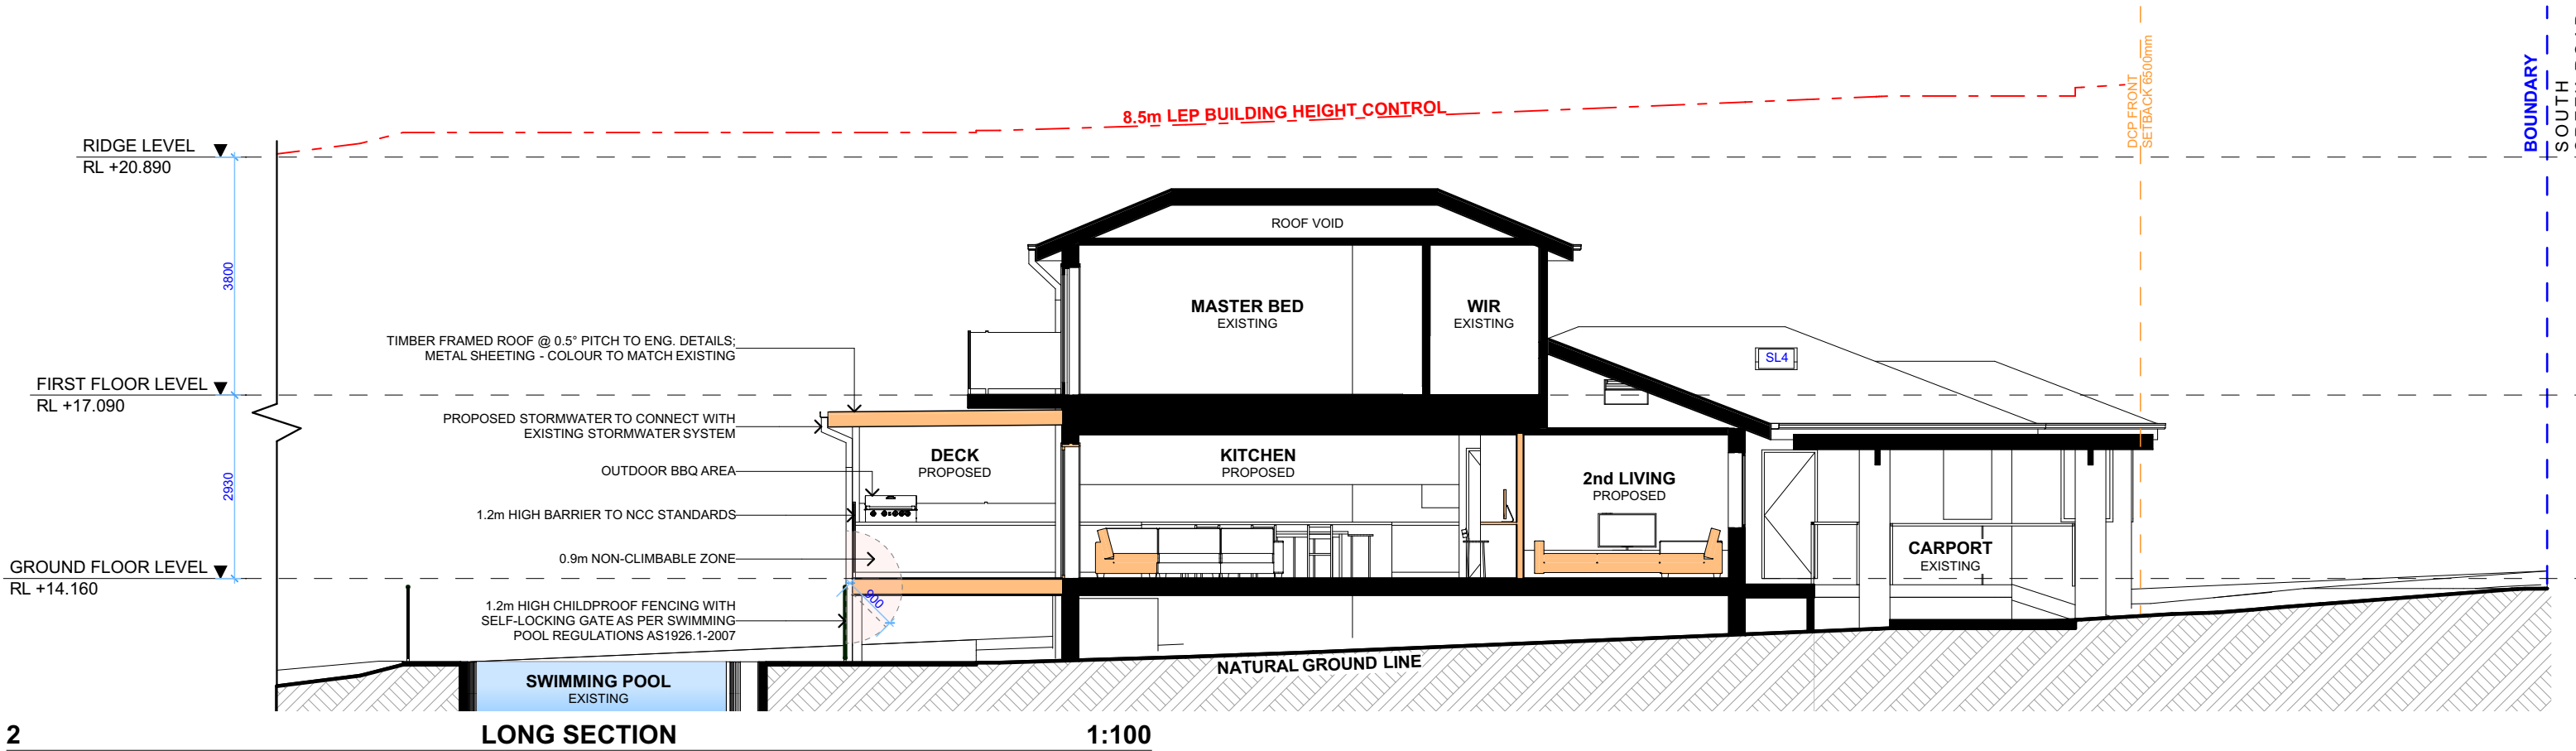 8.5m LEP BUILDING HEIGHT CONTROL
DCP FRONT
SETBACK 6500mm
BOUNDARY
SOUTH
RIDGE LEVEL
RL +20.890
ROOF VOID
3800
MASTER BED
EXISTING
WIR
EXISTING
TIMBER FRAMED ROOF @ 0.5° PITCH TO ENG. DETAILS;
METAL SHEETING - COLOUR TO MATCH EXISTING
SL4
FIRST FLOOR LEVEL
RL +17.090
PROPOSED STORMWATER TO CONNECT WITH
EXISTING STORMWATER SYSTEM
DECK
PROPOSED
KITCHEN
PROPOSED
2nd LIVING
PROPOSED
OUTDOOR BBQ AREA
2930
1.2m HIGH BARRIER TO NCC STANDARDS
0.9m NON-CLIMBABLE ZONE
CARPORT
EXISTING
GROUND FLOOR LEVEL
RL +14.160
900
1.2m HIGH CHILDPROOF FENCING WITH
SELF-LOCKING GATE AS PER SWIMMING
POOL REGULATIONS AS1926.1-2007
NATURAL GROUND LINE
SWIMMING POOL
EXISTING
2
LONG SECTION
1:100